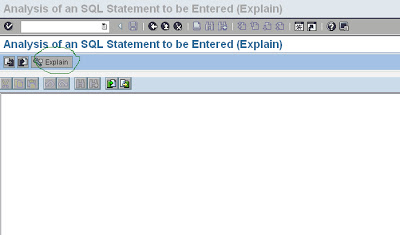 Analysis of an SQL Statement to be Entered (Explain)
Analysis of an SQL Statement to be Entered (Explain)
Explain